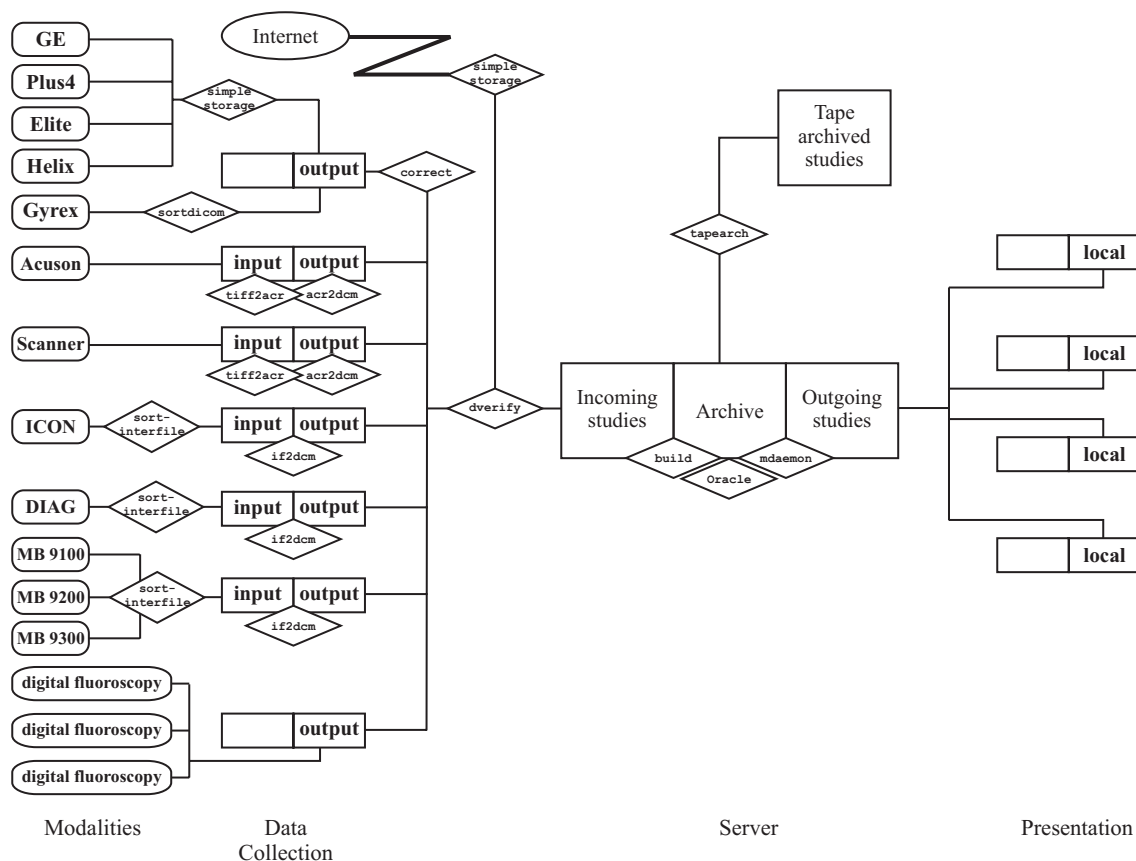 GE
Internet
simple
storage
Plus4
simple
storage
Elite
Helix
output
correct
Gyrex
sortdicom
Tape
archived
studies
tapearch
local
Acuson
input
output
tiff2acr
acr2dcm
Scanner
input
output
tiff2acr
acr2dcm
local
dverify
Incoming
studies
Archive
Outgoing
studies
build
mdaemon
Oracle
ICON
sort-
interfile
input
output
if2dcm
local
DIAG
sort-
interfile
input
output
if2dcm
local
MB 9100
MB 9200
MB 9300
sort-
interfile
input
output
if2dcm
digital fluoroscopy
digital fluoroscopy
digital fluoroscopy
output
Modalities
Data
Collection
Server
Presentation